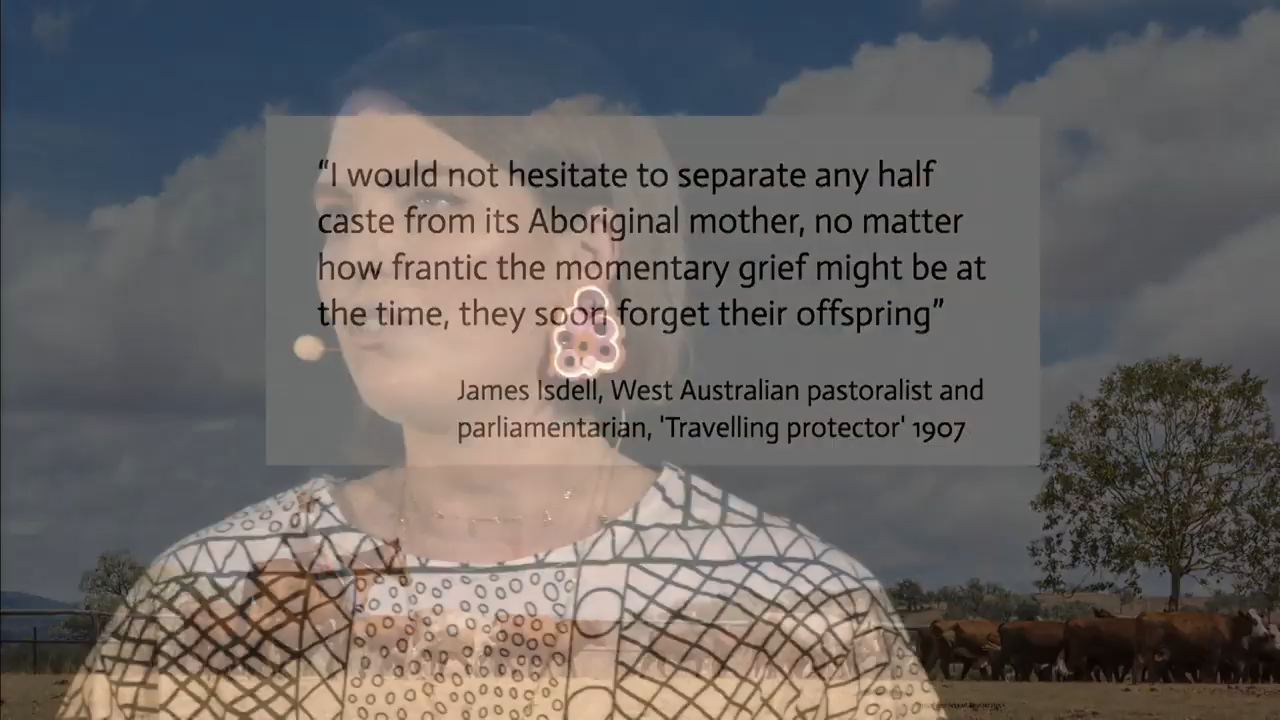 “I would not hesitate to separate any half
caste from its Aboriginal mother, no matter
how frantic the momentary grief might be at
the time, they soon forget their offspring”
James Isdell, West Australian pastoralist and
parliamentarian, 'Travelling protector' 1907